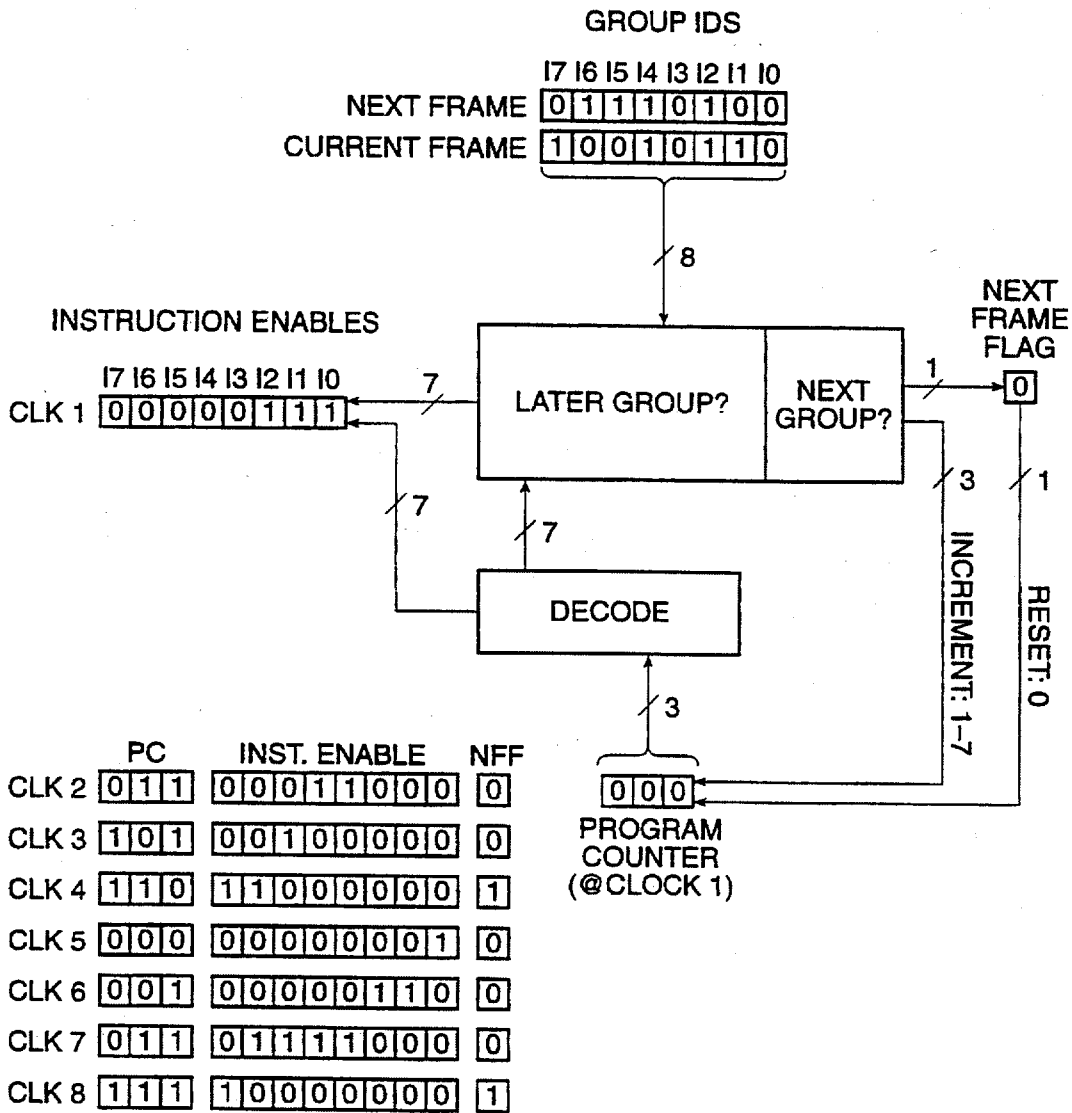 GROUP IDS
I7 I6 I5 I4 I3 I2 I1 I0
NEXT FRAME 0 1 1 1 0 1 0 0
CURRENT FRAME 1 0 0 1 0 1 1 0
8
INSTRUCTION ENABLES
I7 I6 I5 I4 I3 I2 I1 I0
CLK 1 0 0 0 0 0 1 1 1
7
LATER GROUP?
NEXT
GROUP?
1
NEXT
FRAME
FLAG
0
3
1
INCREMENT: 1–7
RESET: 0
7
7
DECODE
3
0 0 0
PROGRAM
COUNTER
(@CLOCK 1)
PC INST. ENABLE NFF
CLK 2 0 1 1 0 0 0 1 1 0 0 0 0
CLK 3 1 0 1 0 0 1 0 0 0 0 0 0
CLK 4 1 1 0 1 1 0 0 0 0 0 0 1
CLK 5 0 0 0 0 0 0 0 0 0 0 1 0
CLK 6 0 0 1 0 0 0 0 0 1 1 0 0
CLK 7 0 1 1 0 1 1 1 1 0 0 0 0
CLK 8 1 1 1 1 0 0 0 0 0 0 0 1